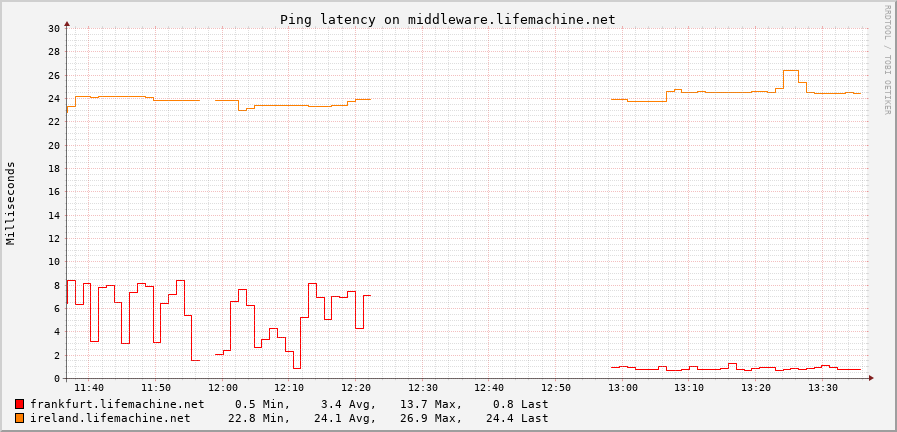 Ping latency on middleware.lifemachine.net
RRDTOOL / TOBI OETIKER
Milliseconds
30
28
26
24
22
20
18
16
14
12
10
8
6
4
2
0
11:40 11:50 12:00 12:10 12:20 12:30 12:40 12:50 13:00 13:10 13:20 13:30
frankfurt.lifemachine.net 0.5 Min, 3.4 Avg, 13.7 Max, 0.8 Last
ireland.lifemachine.net 22.8 Min, 24.1 Avg, 26.9 Max, 24.4 Last